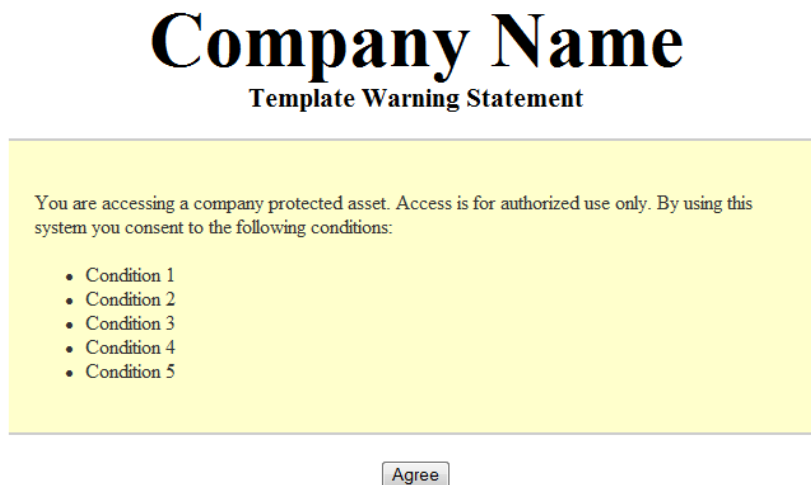 Company Name
Template Warning Statement
You are accessing a company protected asset. Access is for authorized use only. By using this
system you consent to the following conditions:
• Condition 1
• Condition 2
• Condition 3
• Condition 4
• Condition 5
Agree